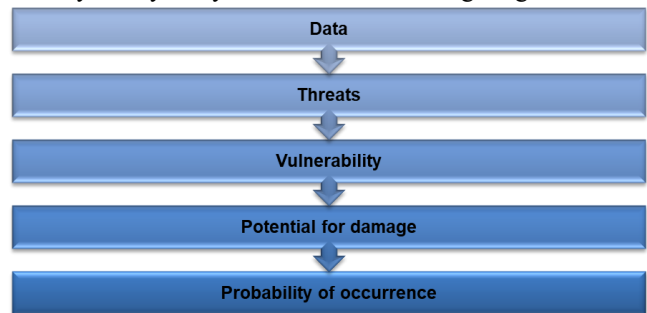 Data
Threats
Vulnerability
Potential for damage
Probability of occurrence